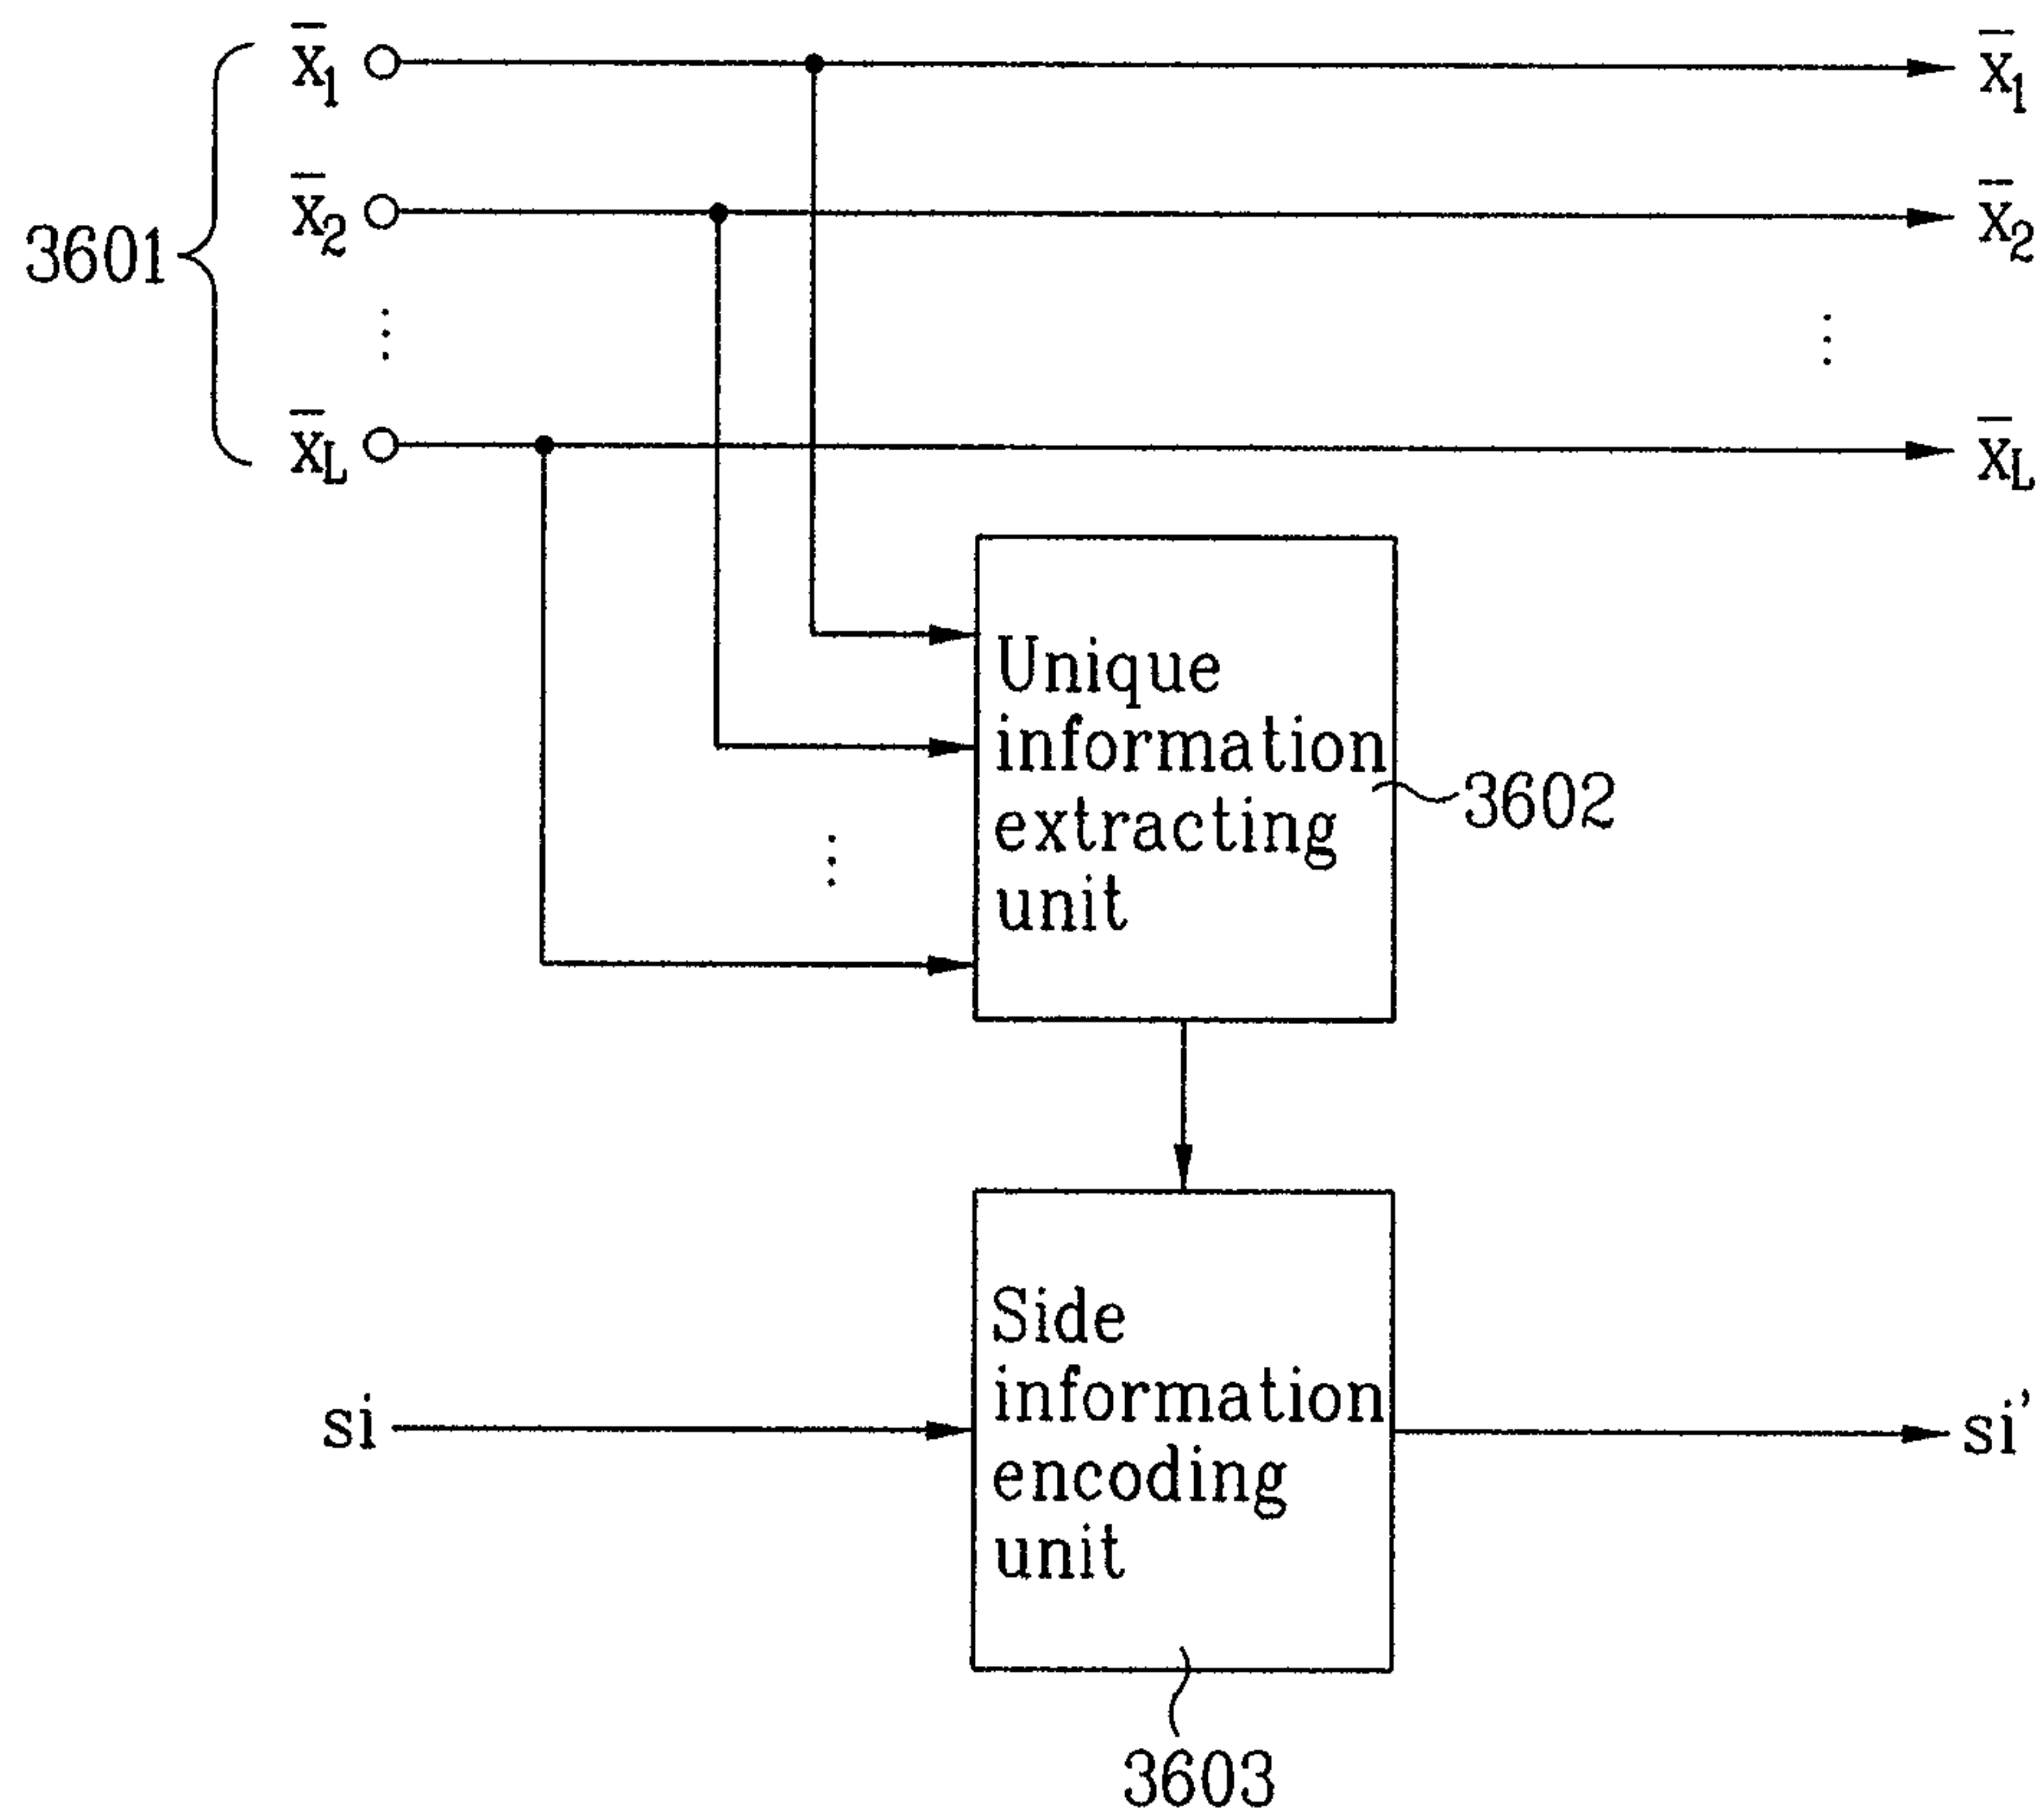 x̄1 x̄1
x̄2 x̄2
3601
x̄L x̄L
Unique
information
extracting
unit
3602
Side
information
encoding
unit
si si'
3603